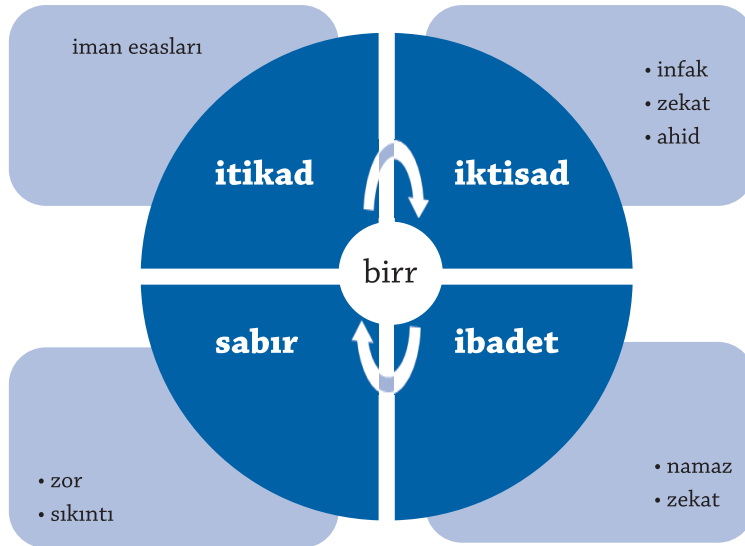 iman esasları
• infak
• zekat
• ahid
itikad
iktisad
birr
sabır
ibadet
• zor
• sıkıntı
• namaz
• zekat